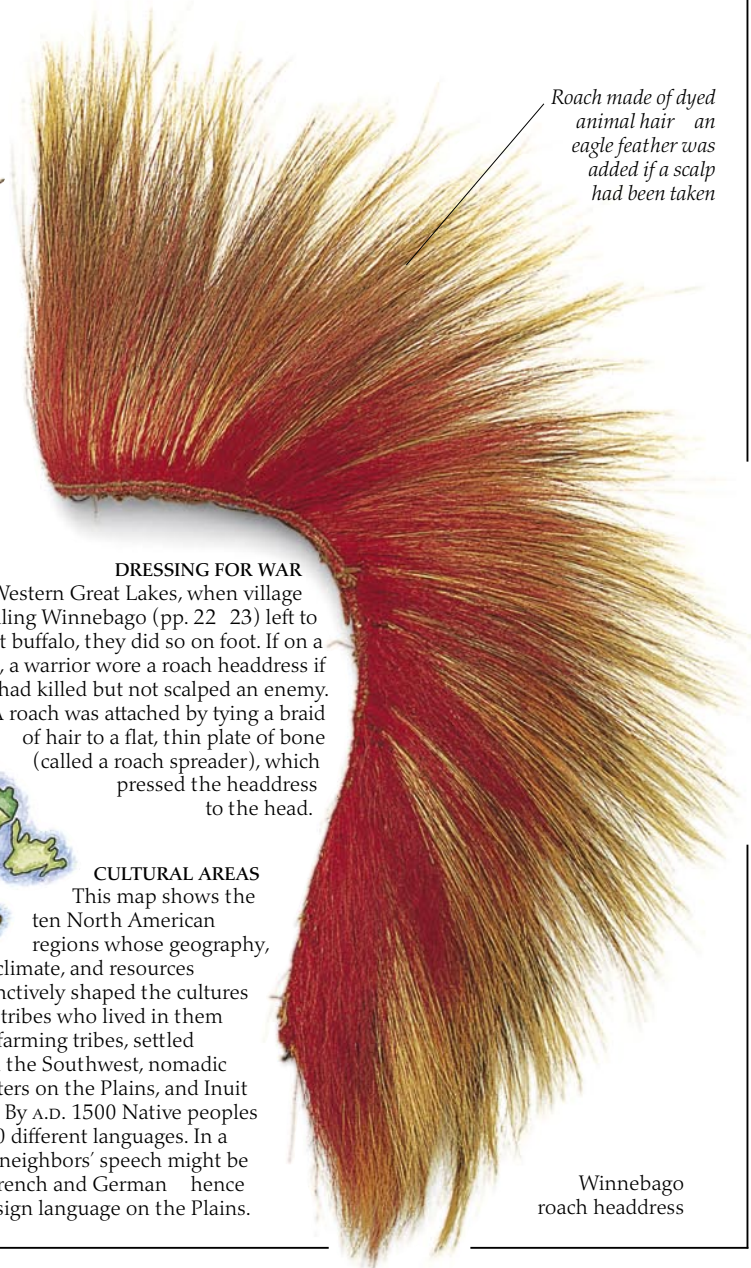 Roach made of dyed
animal hair an
eagle feather was
added if a scalp
had been taken
DRESSING FOR WAR
Western Great Lakes, when village
ling Winnebago (pp. 22 23) left to
t buffalo, they did so on foot. If on a
, a warrior wore a roach headdress if
had killed but not scalped an enemy.
A roach was attached by tying a braid
of hair to a flat, thin plate of bone
(called a roach spreader), which
pressed the headdress
to the head.
CULTURAL AREAS
This map shows the
ten North American
regions whose geography,
climate, and resources
nctively shaped the cultures
tribes who lived in them
farming tribes, settled
the Southwest, nomadic
ters on the Plains, and Inuit
By A.D. 1500 Native peoples
0 different languages. In a
neighbors' speech might be
rench and German hence
sign language on the Plains.
Winnebago
roach headdress